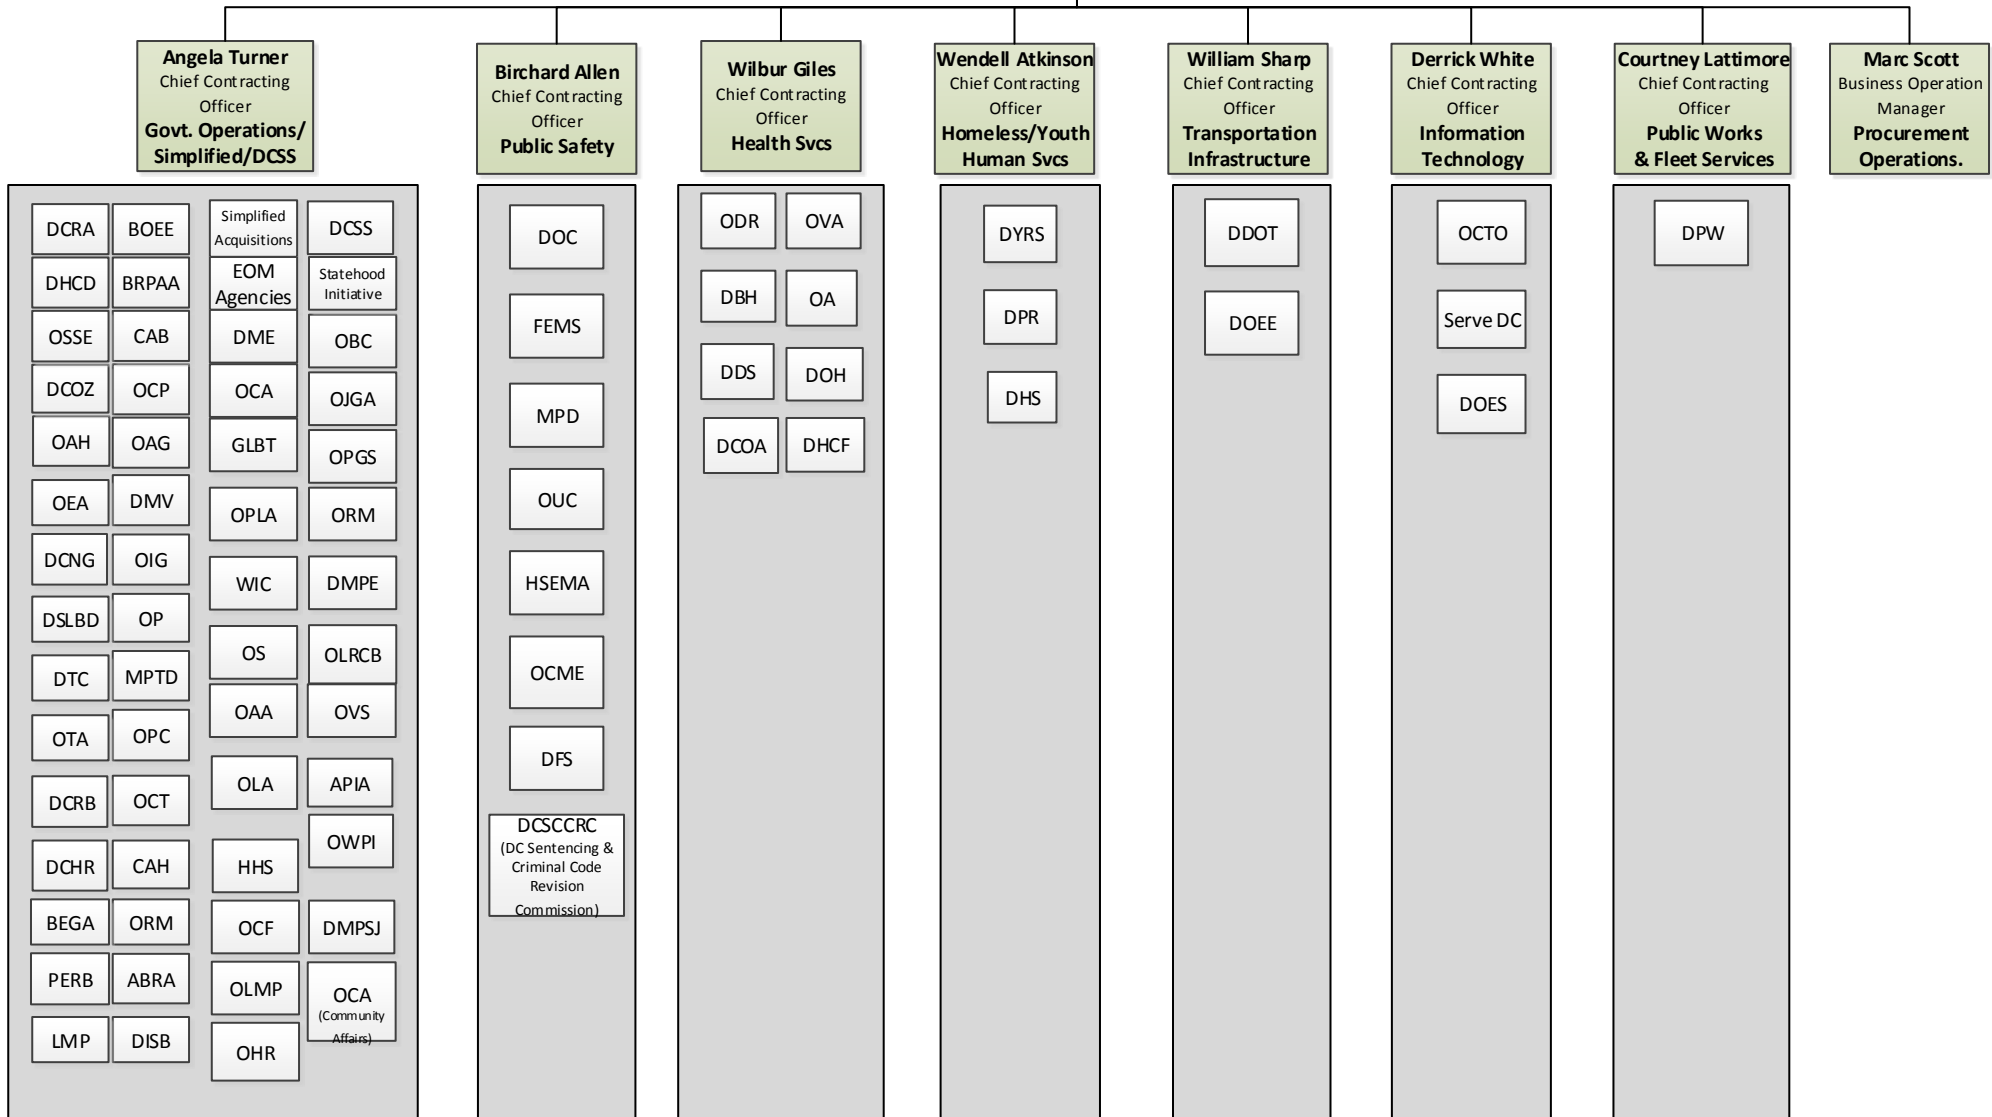 Angela Turner
Chief Contracting
Officer
Govt. Operations/
Simplified/DCSS
Birchard Allen
Chief Contracting
Officer
Public Safety
Wilbur Giles
Chief Contracting
Officer
Health Svcs
Wendell Atkinson
Chief Contracting
Officer
Homeless/Youth
Human Svcs
William Sharp
Chief Contracting
Officer
Transportation
Infrastructure
Derrick White
Chief Contracting
Officer
Information
Technology
Courtney Lattimore
Chief Contracting
Officer
Public Works
& Fleet Services
Marc Scott
Business Operation
Manager
Procurement
Operations.
DCRA
DHCD
OSSE
DCOZ
OAH
OEA
DCNG
DSLBD
DTC
OTA
DCRB
DCHR
BEGA
PERB
LMP
BOEE
BRPAA
CAB
OCP
OAG
DMV
OIG
OP
MPTD
OPC
OCT
CAH
ORM
ABRA
DISB
Simplified
Acquisitions
EOM
Agencies
DME
OCA
GLBT
OPLA
WIC
OS
OAA
OLA
HHS
OCF
OLMP
OHR
DCSS
Statehood
Initiative
OBC
OJGA
OPGS
ORM
DMPE
OLRCB
OVS
APIA
OWPI
DMPSJ
OCA
(Community
Affairs)
DOC
FEMS
MPD
OUC
HSEMA
OCME
DFS
DCSCCRC
(DC Sentencing &
Criminal Code
Revision
Commission)
ODR
DBH
DDS
DCOA
OVA
OA
DOH
DHCF
DYRS
DPR
DHS
DDOT
DOEE
OCTO
Serve DC
DOES
DPW